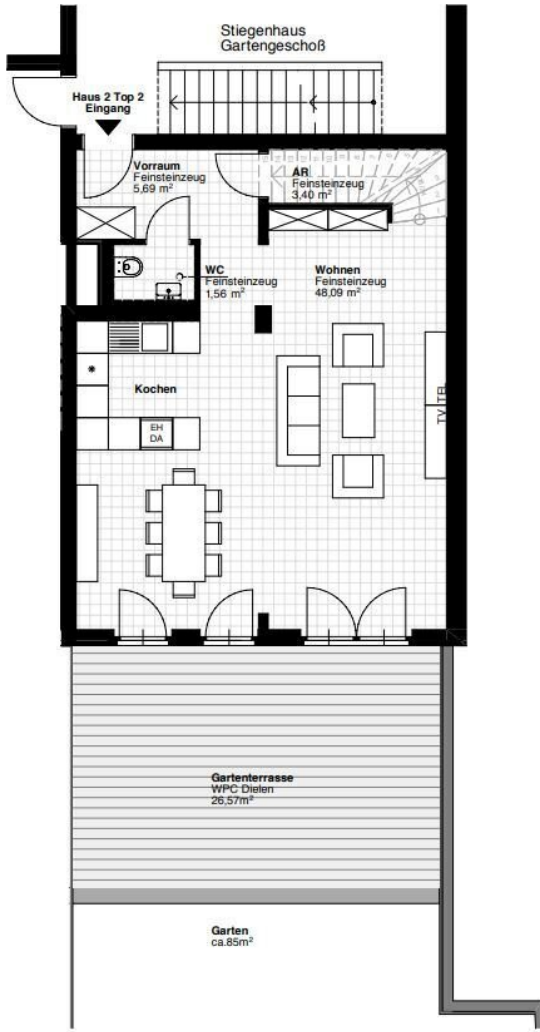 Stiegenhaus
Gartengeschoß
Haus 2 Top 2
Eingang
Vorraum
Feinsteinzeug
5,69 m²
AR
Feinsteinzeug
3,40 m²
WC
Feinsteinzeug
1,56 m²
Wohnen
Feinsteinzeug
48,09 m²
Kochen
EH
DA
TV TEL
Gartenterrasse
WPC Dielen
26,57m²
Garten
ca.85m²